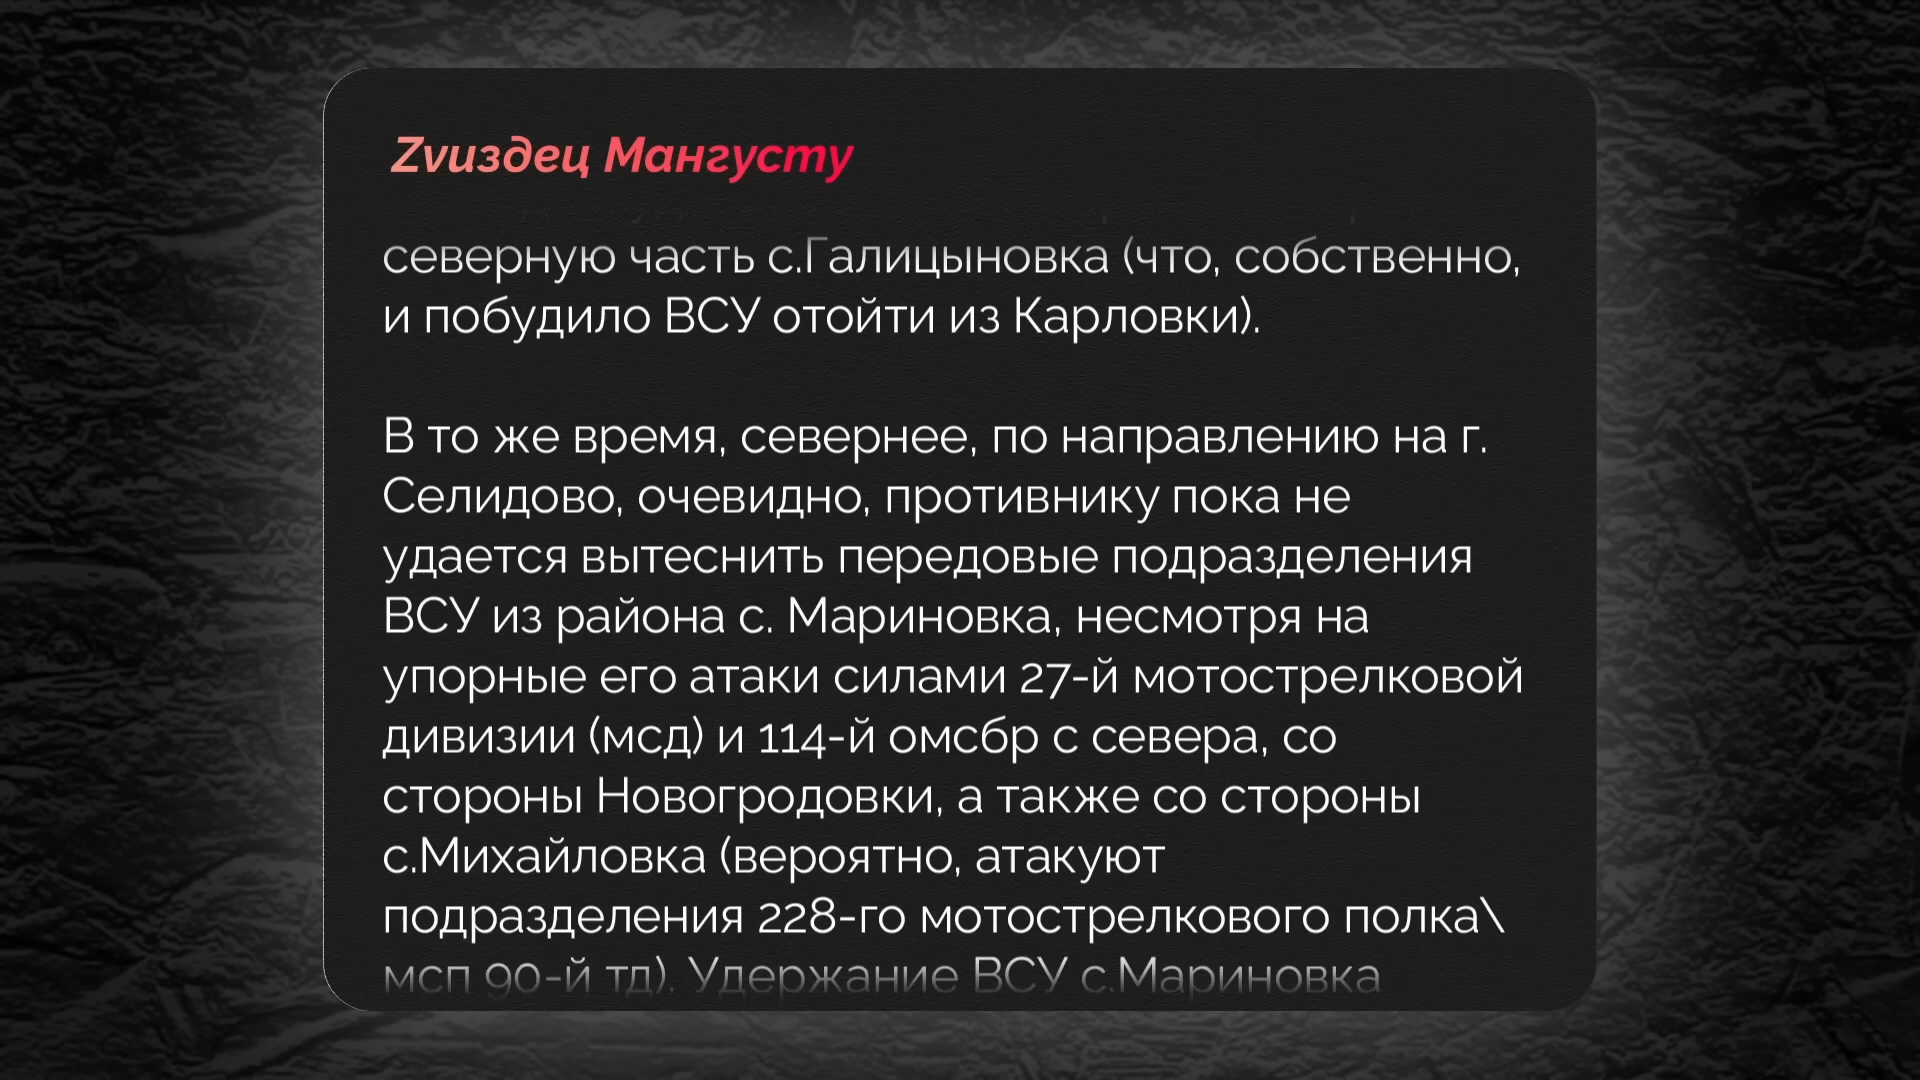 Zvиздец Мангусту
северную часть с.Галицыновка (что, собственно,
и побудило ВСУ отойти из Карловки).
В то же время, севернее, по направлению на г.
Селидово, очевидно, противнику пока не
удается вытеснить передовые подразделения
ВСУ из района с. Мариновка, несмотря на
упорные его атаки силами 27-й мотострелковой
дивизии (мсд) и 114-й омсбр с севера, со
стороны Новогродовки, а также со стороны
с.Михайловка (вероятно, атакуют
подразделения 228-го мотострелкового полка\
мсп 90-й тд). Удержание ВСУ с.Мариновка